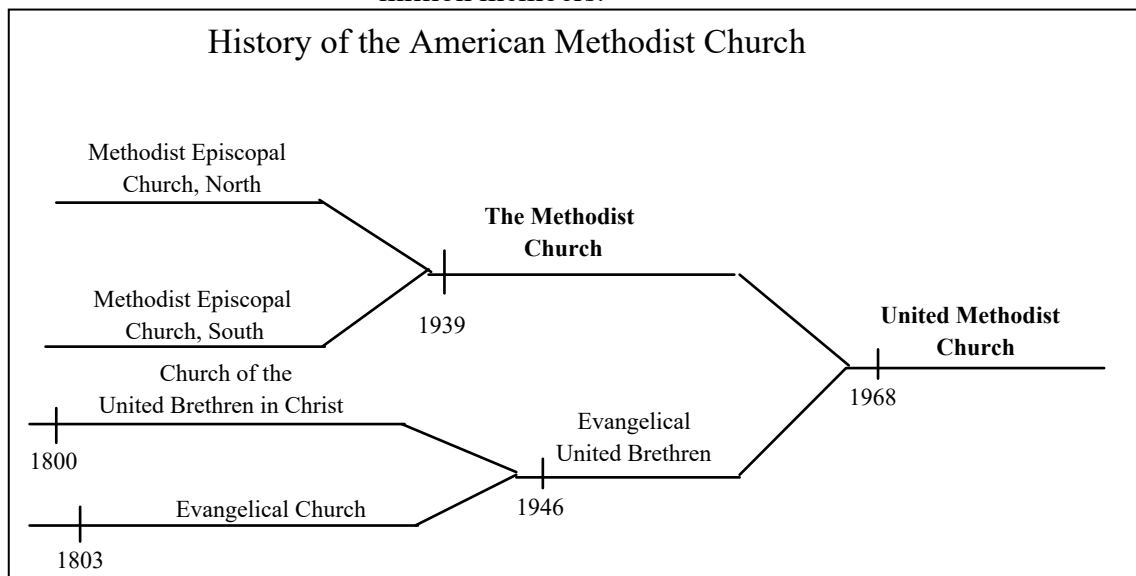 History of the American Methodist Church
Methodist Episcopal
Church, North
The Methodist
Church
Methodist Episcopal
Church, South
1939
United Methodist
Church
Church of the
United Brethren in Christ
1968
Evangelical
United Brethren
1800
1946
Evangelical Church
1803